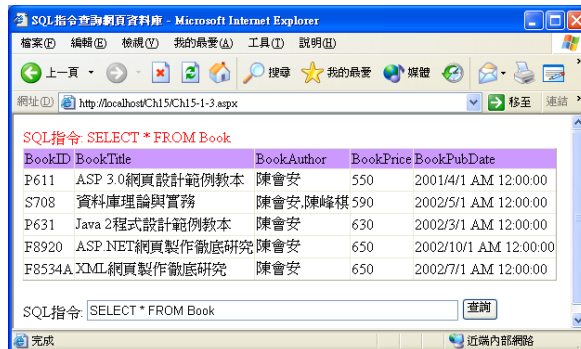 SQL指令查詢網頁資料庫 - Microsoft Internet Explorer
檔案(F) 編輯(E) 檢視(V) 我的最愛(A) 工具(T) 說明(H)
上一頁 搜尋 我的最愛 媒體
網址(D) http://localhost/Ch15/Ch15-1-3.aspx 移至 連結 »
SQL指令: SELECT * FROM Book
BookID BookTitle BookAuthor BookPrice BookPubDate
P611 ASP 3.0網頁設計範例教本 陳會安 550 2001/4/1 AM 12:00:00
S708 資料庫理論與實務 陳會安.陳峰棋 590 2002/5/1 AM 12:00:00
P631 Java 2程式設計範例教本 陳會安 630 2002/3/1 AM 12:00:00
F8920 ASP.NET網頁製作徹底研究 陳會安 650 2002/10/1 AM 12:00:00
F8534A XML網頁製作徹底研究 陳會安 650 2002/7/1 AM 12:00:00
SQL指令: SELECT * FROM Book 查詢
完成 近端內部網路